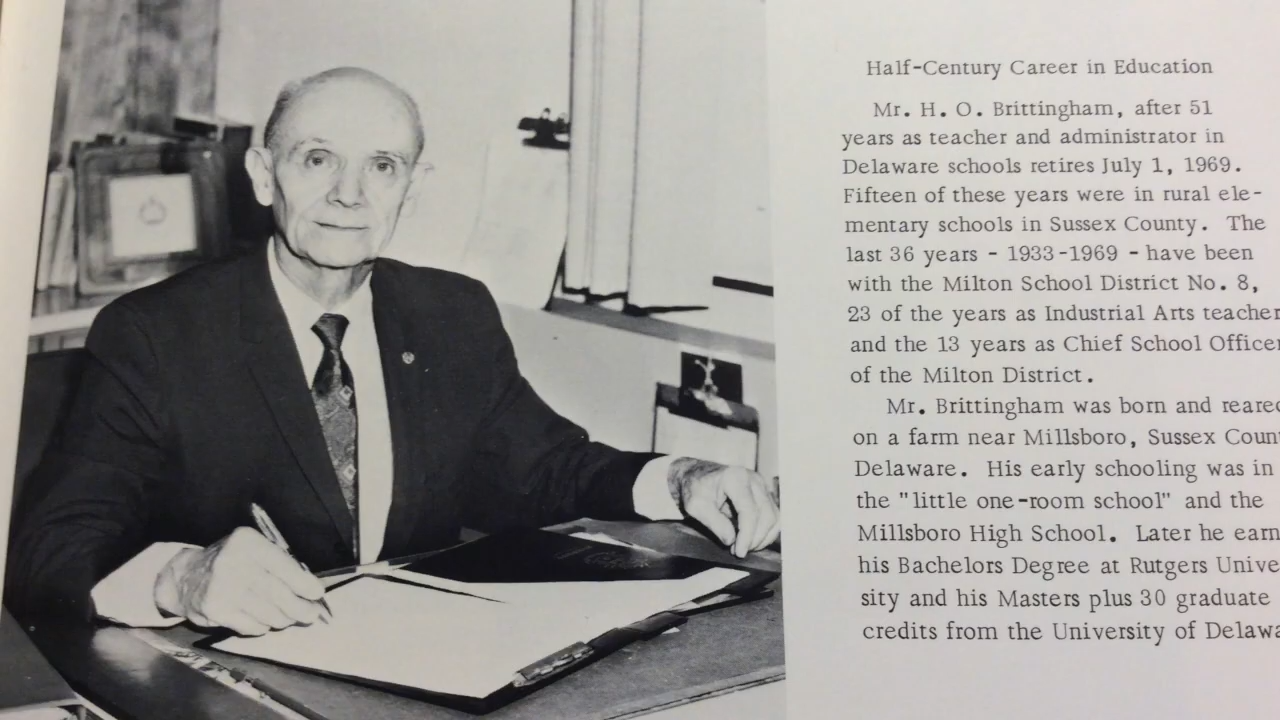 Half-Century Career in Education
Mr. H. O. Brittingham, after 51
years as teacher and administrator in
Delaware schools retires July 1, 1969.
Fifteen of these years were in rural ele-
mentary schools in Sussex County. The
last 36 years - 1933-1969 - have been
with the Milton School District No. 8,
23 of the years as Industrial Arts teacher
and the 13 years as Chief School Officer
of the Milton District.
Mr. Brittingham was born and reared
on a farm near Millsboro, Sussex Coun
Delaware. His early schooling was in
the "little one-room school" and the
Millsboro High School. Later he earn
his Bachelors Degree at Rutgers Unive
sity and his Masters plus 30 graduate
credits from the University of Delawa